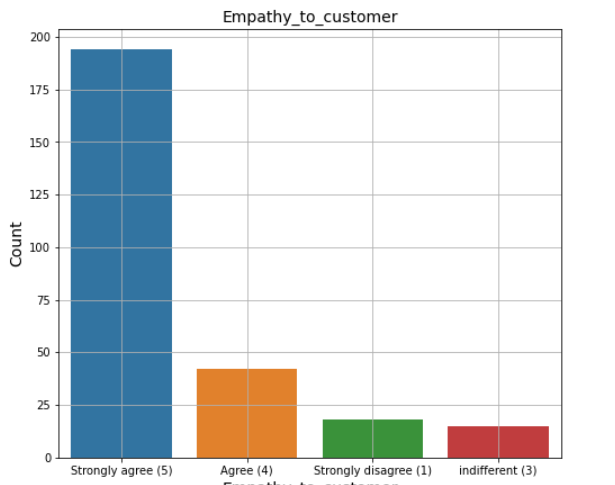 Empathy_to_customer
200
175
150
125
100
75
50
25
0
Count
Strongly agree (5) Agree (4) Strongly disagree (1) indifferent (3)
Empathy_to_customer